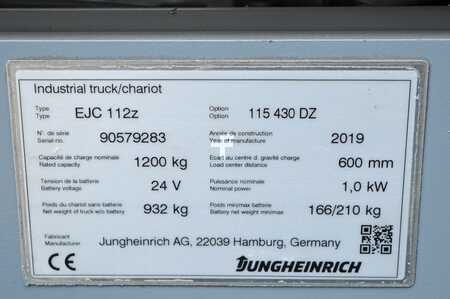 Industrial truck/chariot
Type
Type
EJC 112z
Option
Option
115 430 DZ
N°. de série
Serial no.
90579283
Année de construction
Year of manufacture
2019
Capacité de charge nominale
Rated capacity
1200 kg
Ecart au centre d. gravité charge
Load center distance
600 mm
Tension de la batterie
Battery voltage
24 V
Puissance nominale
Nominal power
1,0 kW
Poids du chariot sans batterie
Net weight of truck w/o battery
932 kg
Poids min/max batterie
Battery net weight min/max
166/210 kg
Fabricant
Manufacturer
Jungheinrich AG, 22039 Hamburg, Germany
CE
JUNGHEINRICH